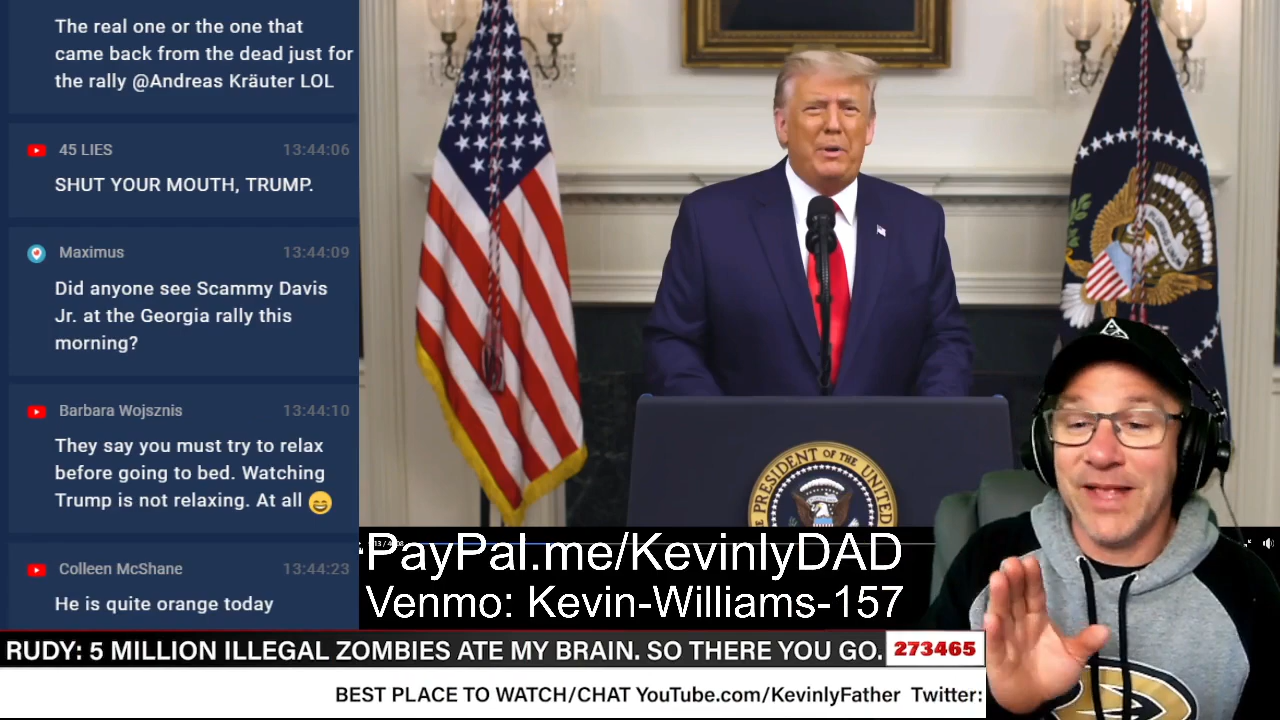 The real one or the one that
came back from the dead just for
the rally @Andreas Kräuter LOL
45 LIES 13:44:06
SHUT YOUR MOUTH, TRUMP.
Maximus 13:44:09
Did anyone see Scammy Davis
Jr. at the Georgia rally this
morning?
Barbara Wojsznis 13:44:10
They say you must try to relax
before going to bed. Watching
Trump is not relaxing. At all 😄
Colleen McShane 13:44:23
He is quite orange today
PRESIDENT OF THE UNITED
PayPal.me/KevinlyDAD
Venmo: Kevin-Williams-157
RUDY: 5 MILLION ILLEGAL ZOMBIES ATE MY BRAIN. SO THERE YOU GO. 273465
BEST PLACE TO WATCH/CHAT YouTube.com/KevinlyFather Twitter: